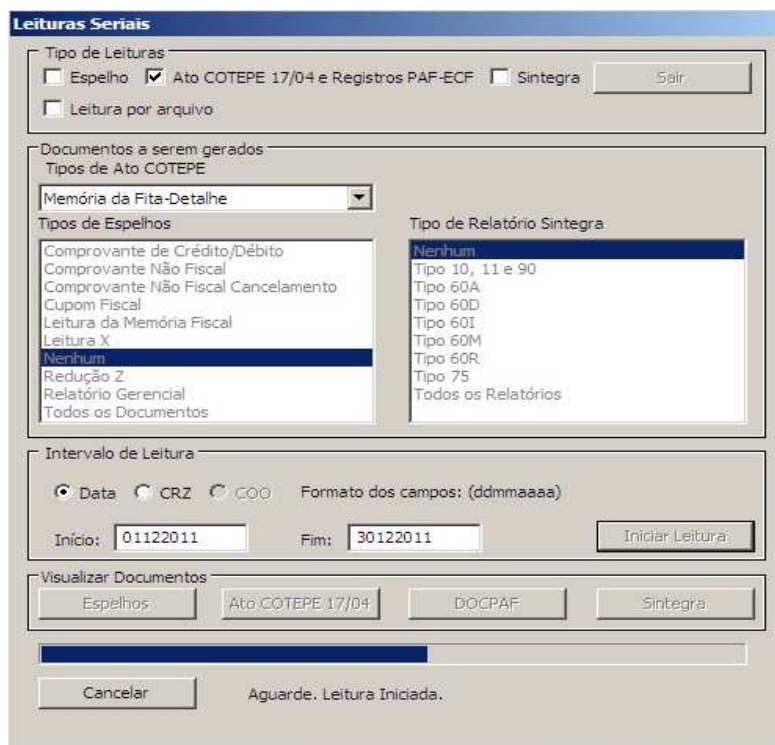 Leituras Seriais
Tipo de Leituras
Espelho Ato COTEPE 17/04 e Registros PAF-ECF Sintegra Sair
Leitura por arquivo
Documentos a serem gerados
Tipos de Ato COTEPE
Memória da Fita-Detalhe
Tipos de Espelhos Tipo de Relatório Sintegra
Comprovante de Crédito/Débito Nenhum
Comprovante Não Fiscal Tipo 10, 11 e 90
Comprovante Não Fiscal Cancelamento Tipo 60A
Cupom Fiscal Tipo 60D
Leitura da Memória Fiscal Tipo 60I
Leitura X Tipo 60M
Nenhum Tipo 60R
Redução Z Tipo 75
Relatório Gerencial Todos os Relatórios
Todos os Documentos
Intervalo de Leitura
Data CRZ COO Formato dos campos: (ddmmaaaa)
Início: 01122011 Fim: 30122011 Iniciar Leitura
Visualizar Documentos
Espelhos Ato COTEPE 17/04 DOCPAF Sintegra
Cancelar Aguarde. Leitura Iniciada.